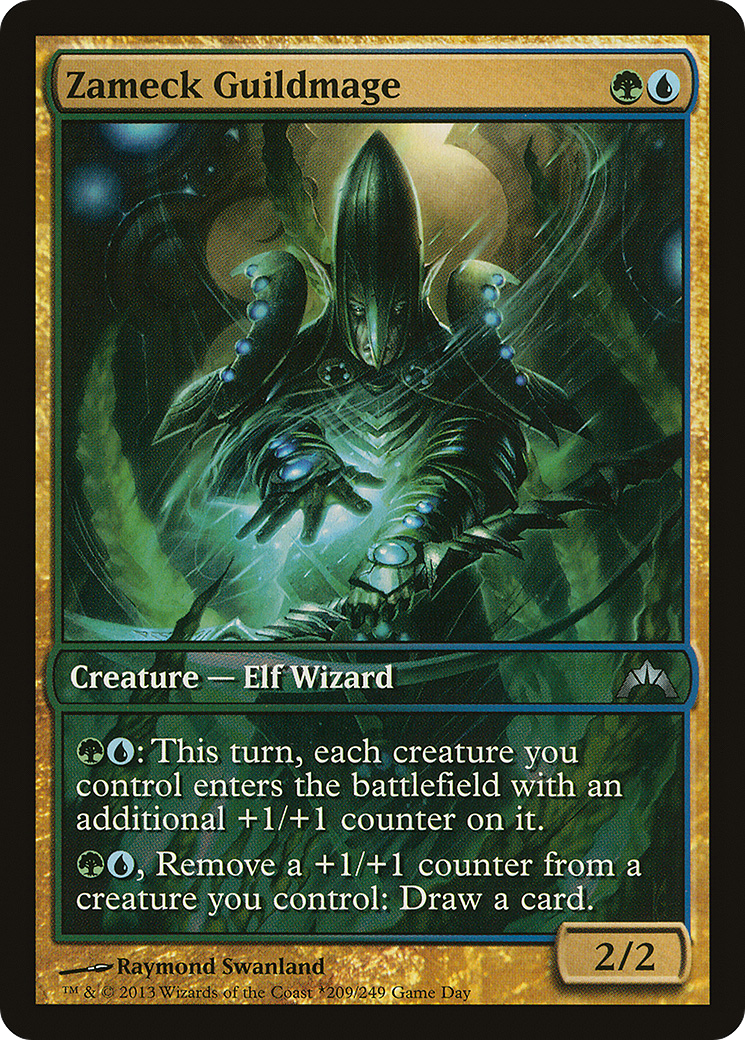 Zameck Guildmage
Creature — Elf Wizard
: This turn, each creature you
control enters the battlefield with an
additional +1/+1 counter on it.
, Remove a +1/+1 counter from a
creature you control: Draw a card.
2/2
Raymond Swanland
™ & © 2013 Wizards of the Coast *209/249 Game Day